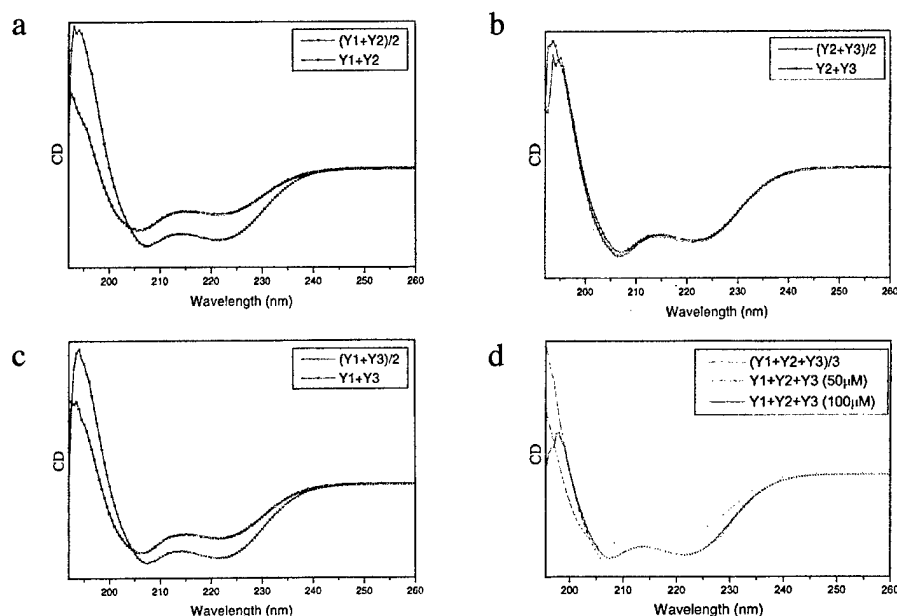 a
(Y1+Y2)/2
Y1+Y2
CD
195 200 210 220 230 240 250 260
Wavelength (nm)
b
(Y2+Y3)/2
Y2+Y3
CD
195 200 210 220 230 240 250 260
Wavelength (nm)
c
(Y1+Y3)/2
Y1+Y3
CD
195 200 210 220 230 240 250 260
Wavelength (nm)
d
(Y1+Y2+Y3)/3
Y1+Y2+Y3 (50µM)
Y1+Y2+Y3 (100µM)
CD
200 210 220 230 240 250 260
Wavelength (nm)